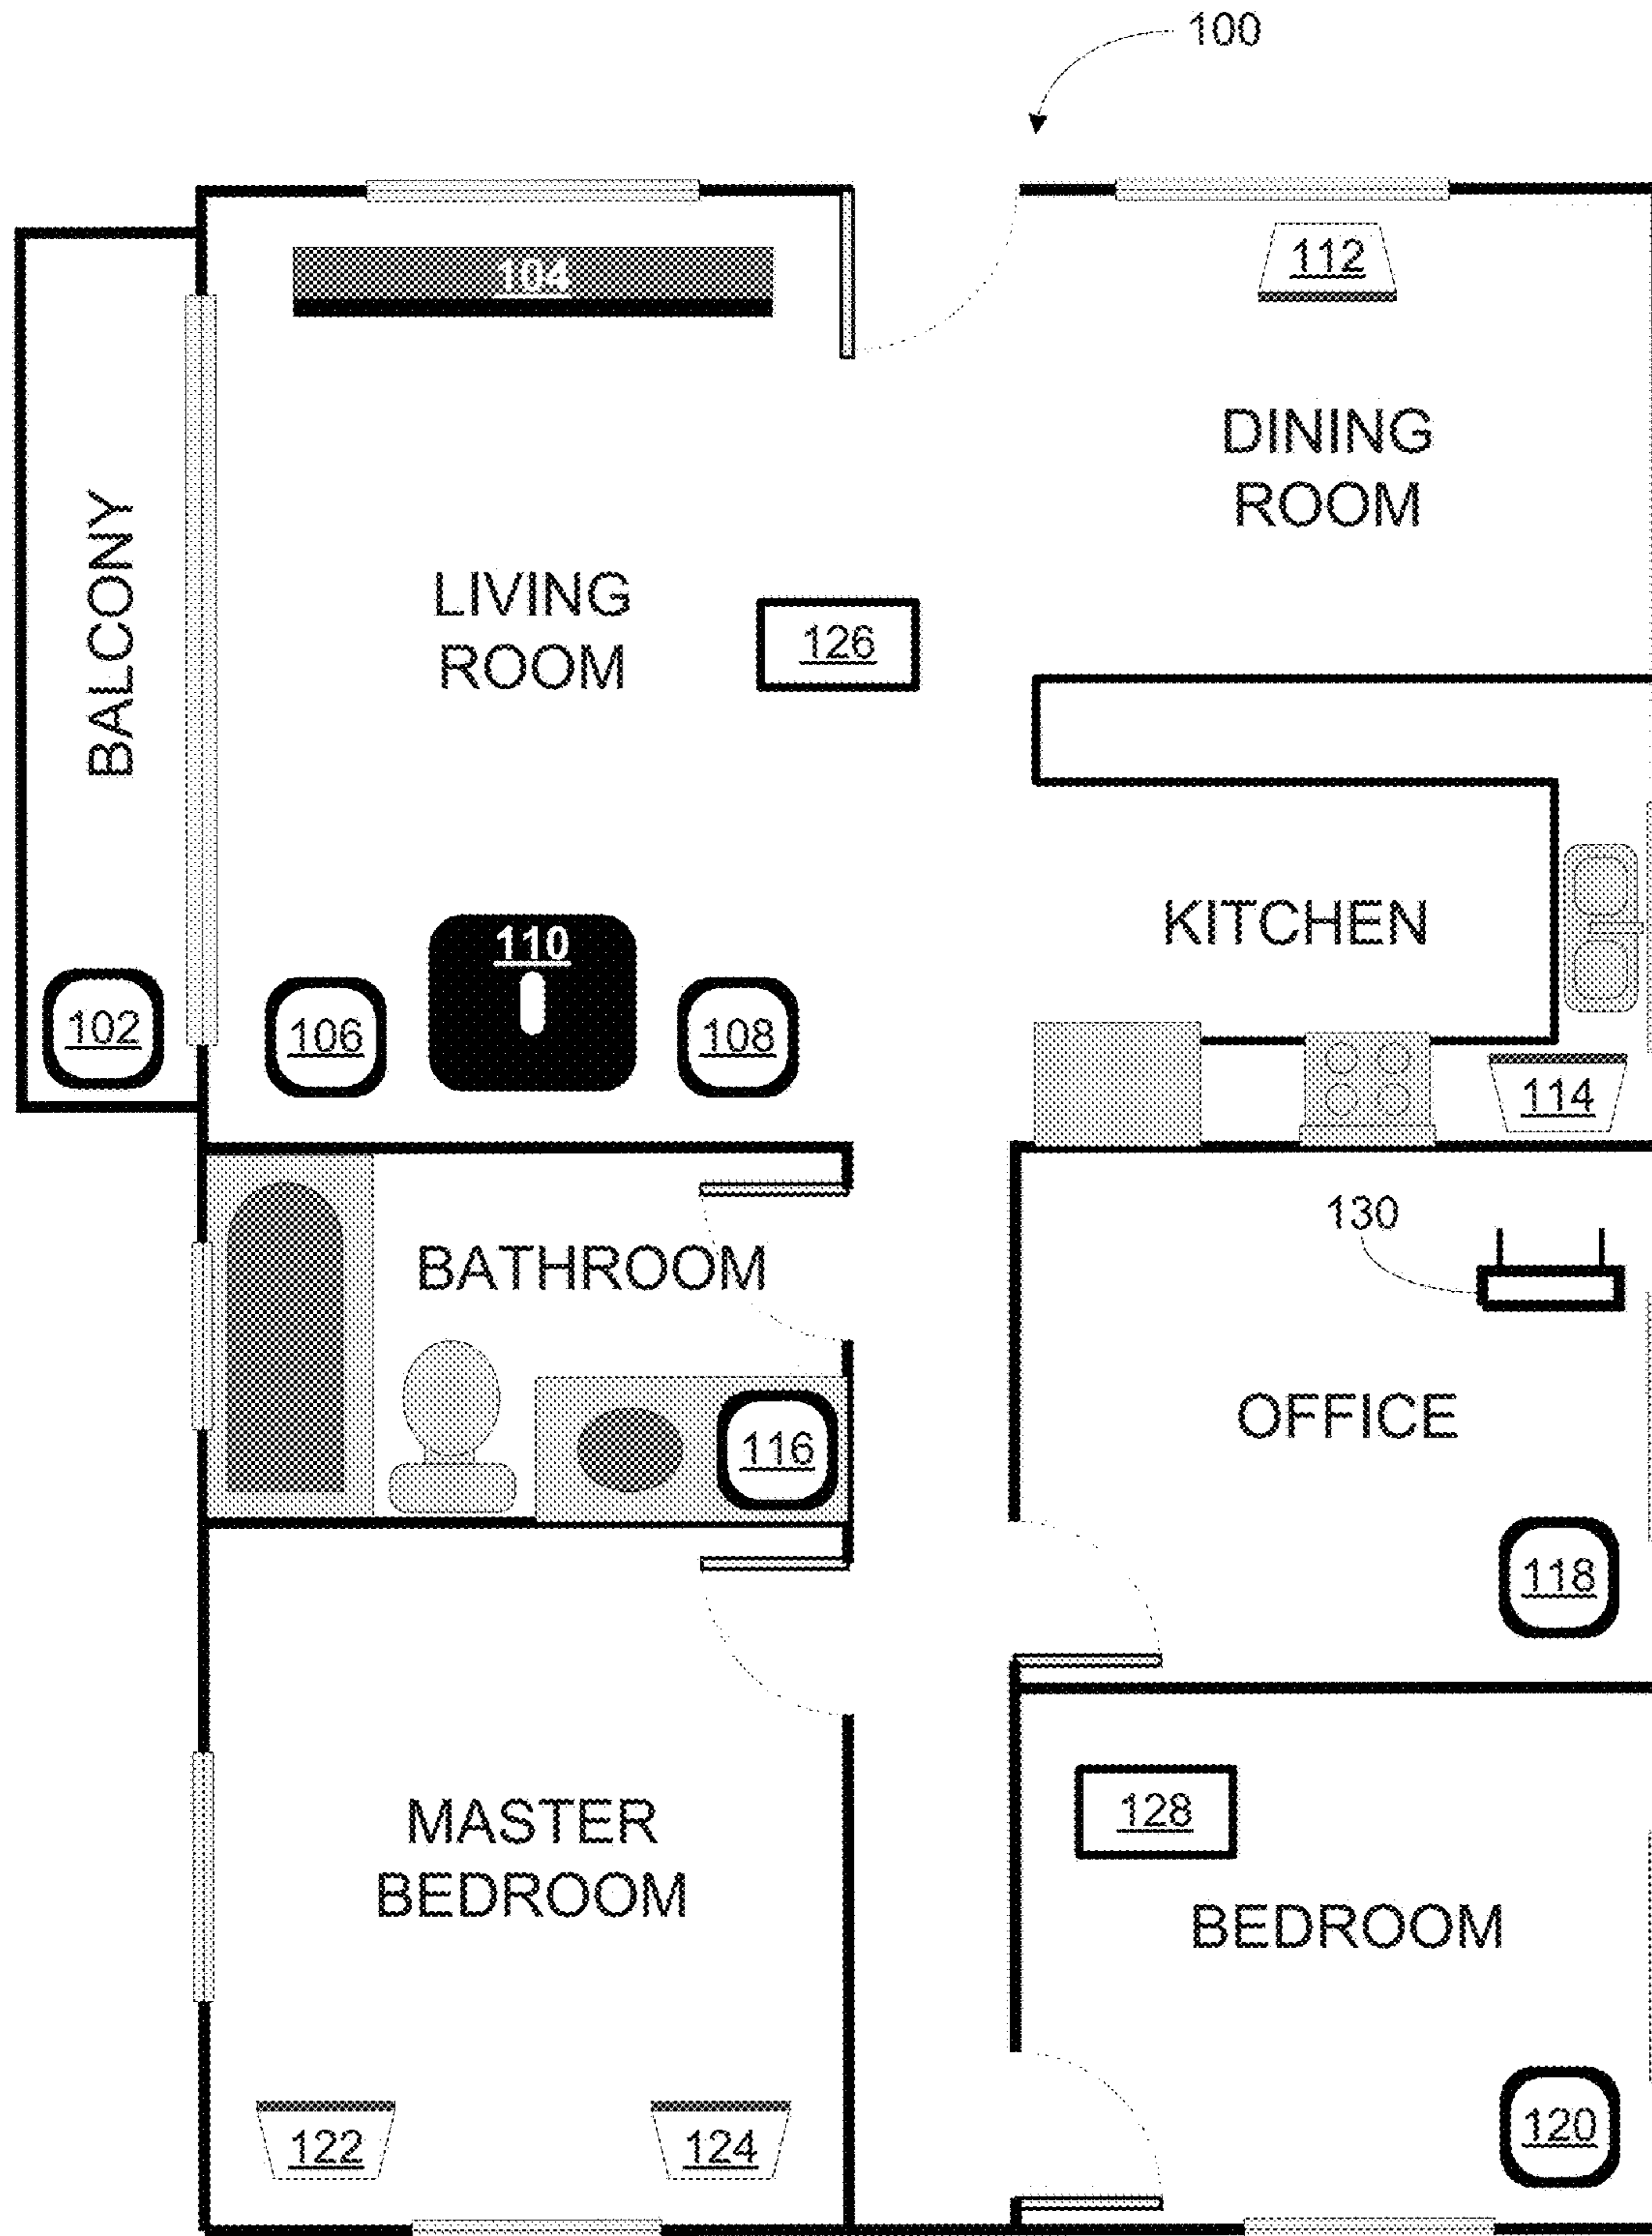 100
104
112
DINING
ROOM
BALCONY
LIVING
ROOM
126
110
KITCHEN
102
106
108
114
130
BATHROOM
OFFICE
116
118
128
MASTER
BEDROOM
BEDROOM
122
124
120